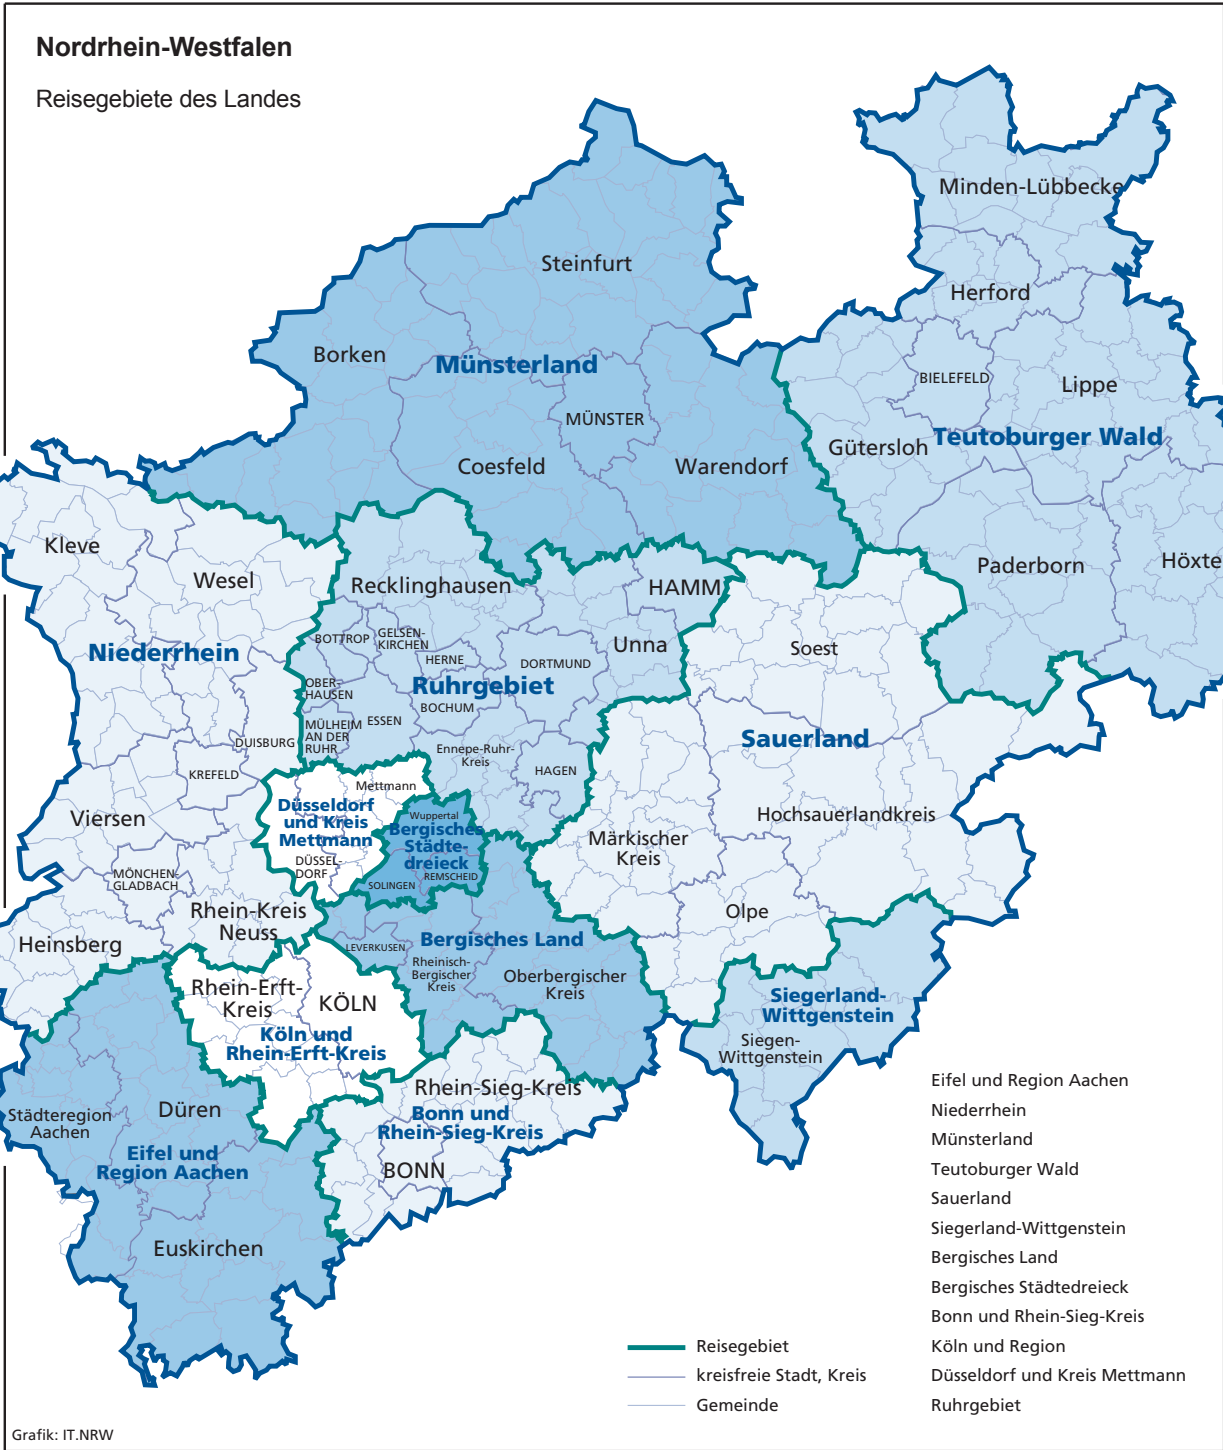 Nordrhein-Westfalen
Reisegebiete des Landes
Minden-Lübbecke
Steinfurt
Herford
Borken
Münsterland
BIELEFELD
Lippe
MÜNSTER
Gütersloh
Teutoburger Wald
Coesfeld
Warendorf
Kleve
Wesel
Recklinghausen
HAMM
Paderborn
Höxte
Niederrhein
BOTTROP
GELSEN-
KIRCHEN
HERNE
DORTMUND
Unna
Soest
OBER-
HAUSEN
Ruhrgebiet
BOCHUM
MÜLHEIM
AN DER
RUHR
ESSEN
DUISBURG
Ennepe-Ruhr-
Kreis
HAGEN
Sauerland
KREFELD
Mettmann
Düsseldorf
und Kreis
Mettmann
Viersen
Wuppertal
Bergisches
Städte-
dreieck
Hochsauerlandkreis
Märkischer
Kreis
DÜSSEL-
DORF
MÖNCHEN-
GLADBACH
SOLINGEN
REMSCHEID
Rhein-Kreis
Neuss
Olpe
Heinsberg
LEVERKUSEN
Bergisches Land
Rheinisch-
Bergischer
Kreis
Oberbergischer
Kreis
Rhein-Erft-
Kreis
KÖLN
Köln und
Rhein-Erft-Kreis
Siegerland-
Wittgenstein
Siegen-
Wittgenstein
Rhein-Sieg-Kreis
Bonn und
Rhein-Sieg-Kreis
BONN
Städteregion
Aachen
Düren
Eifel und
Region Aachen
Euskirchen
Eifel und Region Aachen
Niederrhein
Münsterland
Teutoburger Wald
Sauerland
Siegerland-Wittgenstein
Bergisches Land
Bergisches Städtedreieck
Bonn und Rhein-Sieg-Kreis
Köln und Region
Düsseldorf und Kreis Mettmann
Ruhrgebiet
Reisegebiet
kreisfreie Stadt, Kreis
Gemeinde
Grafik: IT.NRW